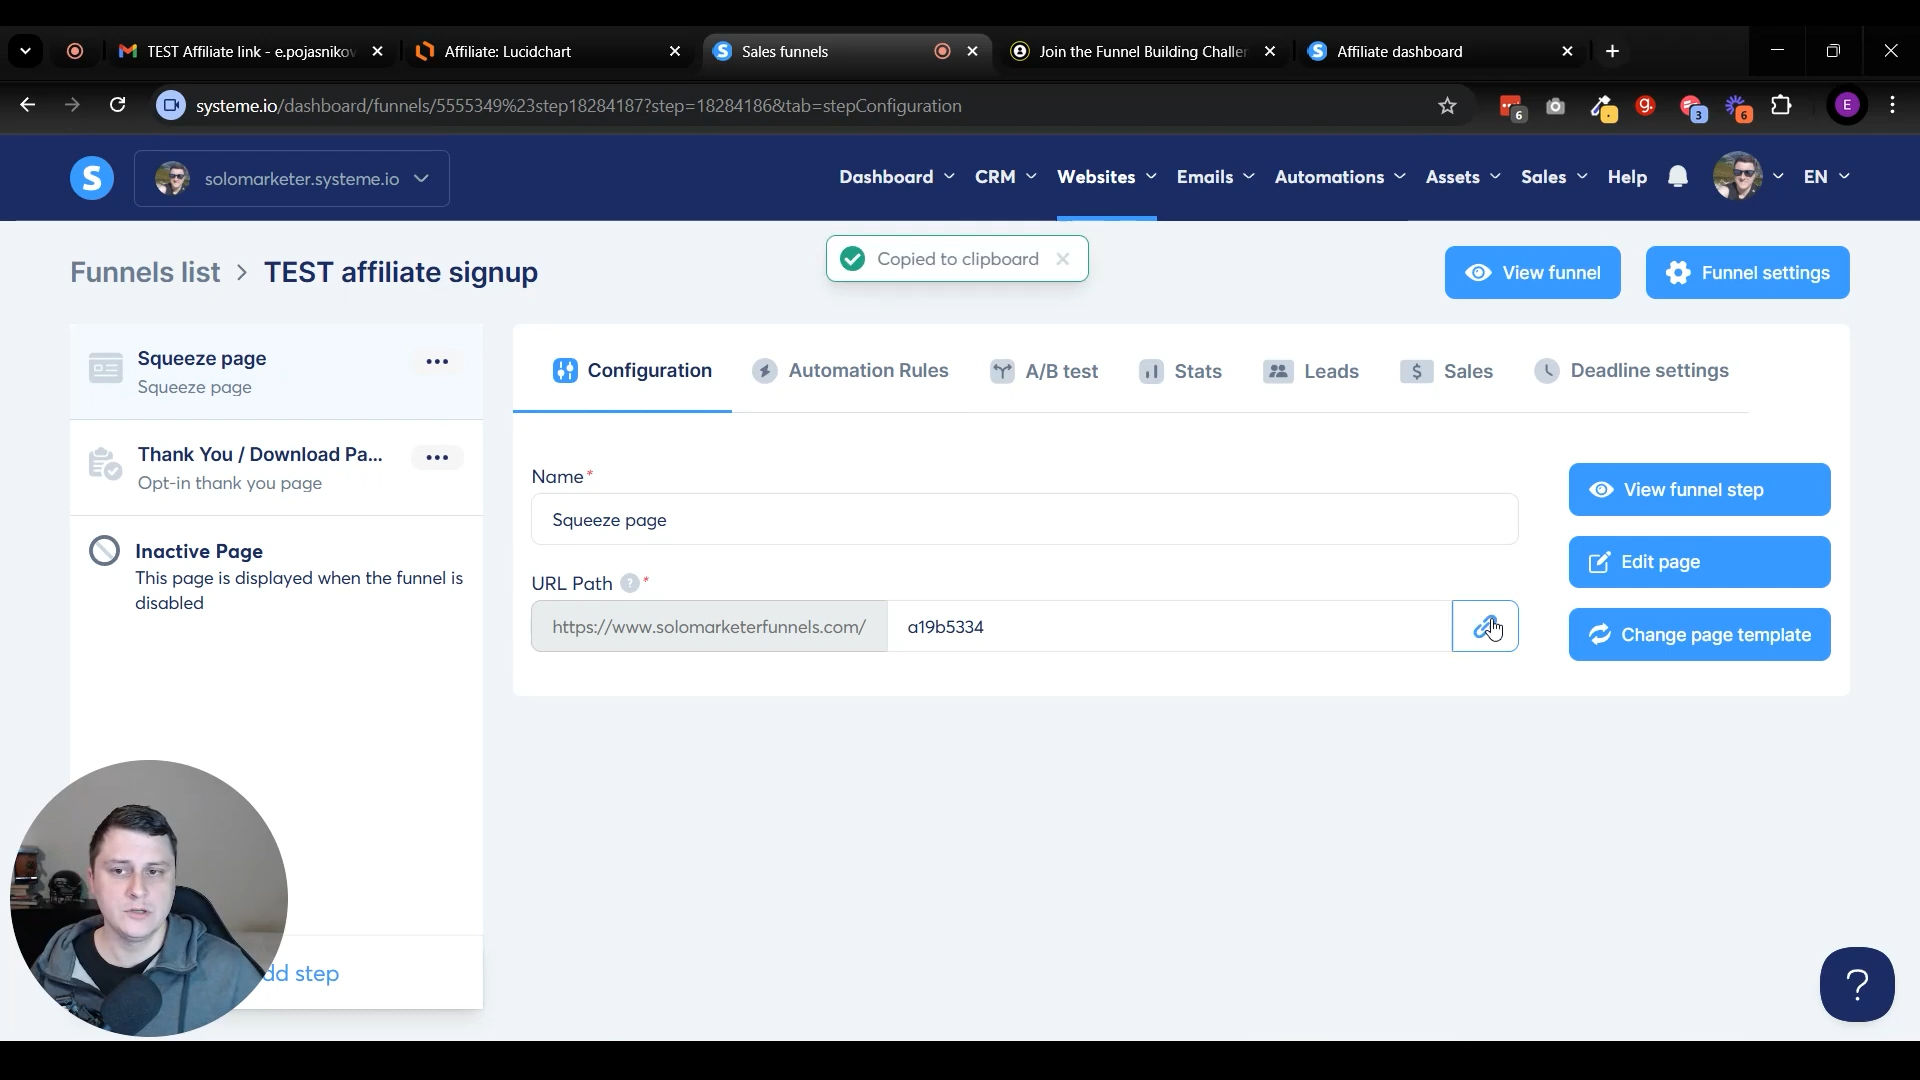 TEST Affiliate link - e.pojasniko
Affiliate: Lucidchart
Sales funnels
Join the Funnel Building Challer
Affiliate dashboard
systeme.io/dashboard/funnels/5555349%23step18284187?step=18284186&tab=stepConfiguration
6
g.
3
6
E
S
solomarketer.systeme.io
Dashboard
CRM
Websites
Emails
Automations
Assets
Sales
Help
EN
Funnels list > TEST affiliate signup
Copied to clipboard
View funnel
Funnel settings
Squeeze page
Squeeze page
Thank You / Download Pa...
Opt-in thank you page
Inactive Page
This page is displayed when the funnel is
disabled
dd step
Configuration
Automation Rules
A/B test
Stats
Leads
$ Sales
Deadline settings
Name*
Squeeze page
URL Path ? *
https://www.solomarketerfunnels.com/
a19b5334
View funnel step
Edit page
Change page template
?